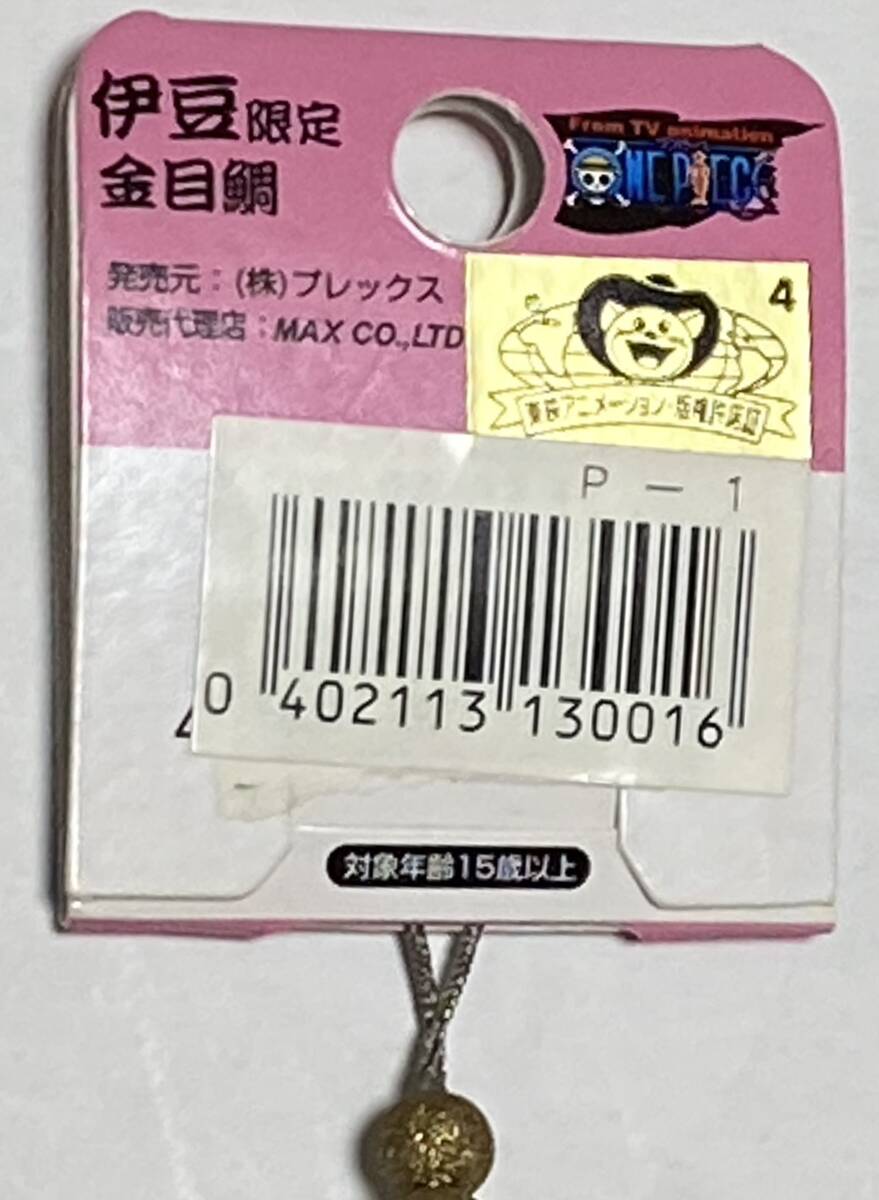 伊豆限定
金目鯛
From TV animation
ONE PIECE
発売元：(株)プレックス
販売代理店：MAX CO.,LTD
4
東映アニメーション・版権許諾証
P － 1
0 402113 130016
対象年齢15歳以上